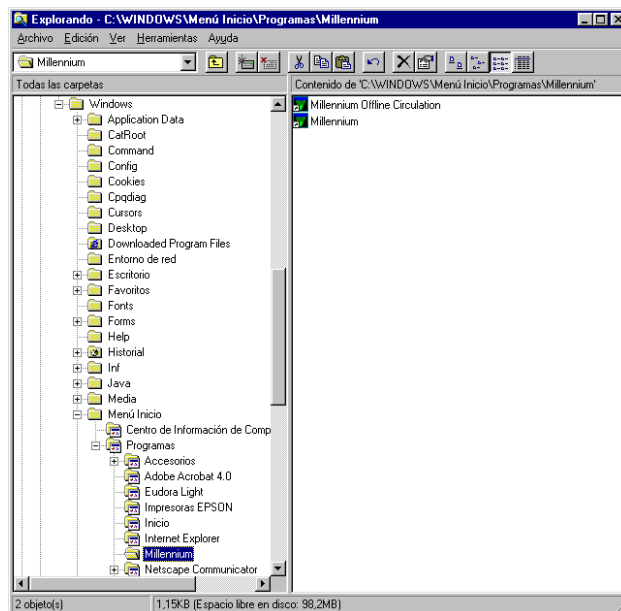 Explorando - C:\WINDOWS\Menú Inicio\Programas\Millennium
Archivo Edición Ver Herramientas Ayuda
Millennium
Todas las carpetas
Contenido de 'C:\WINDOWS\Menú Inicio\Programas\Millennium'
Windows
Application Data
CatRoot
Command
Config
Cookies
Cpqdiag
Cursors
Desktop
Downloaded Program Files
Entorno de red
Escritorio
Favoritos
Fonts
Forms
Help
Historial
Inf
Java
Media
Menú Inicio
Centro de Información de Comp
Programas
Accesorios
Adobe Acrobat 4.0
Eudora Light
Impresoras EPSON
Inicio
Internet Explorer
Millennium
Netscape Communicator
Millennium Offline Circulation
Millennium
2 objeto(s)
1,15KB (Espacio libre en disco: 98,2MB)